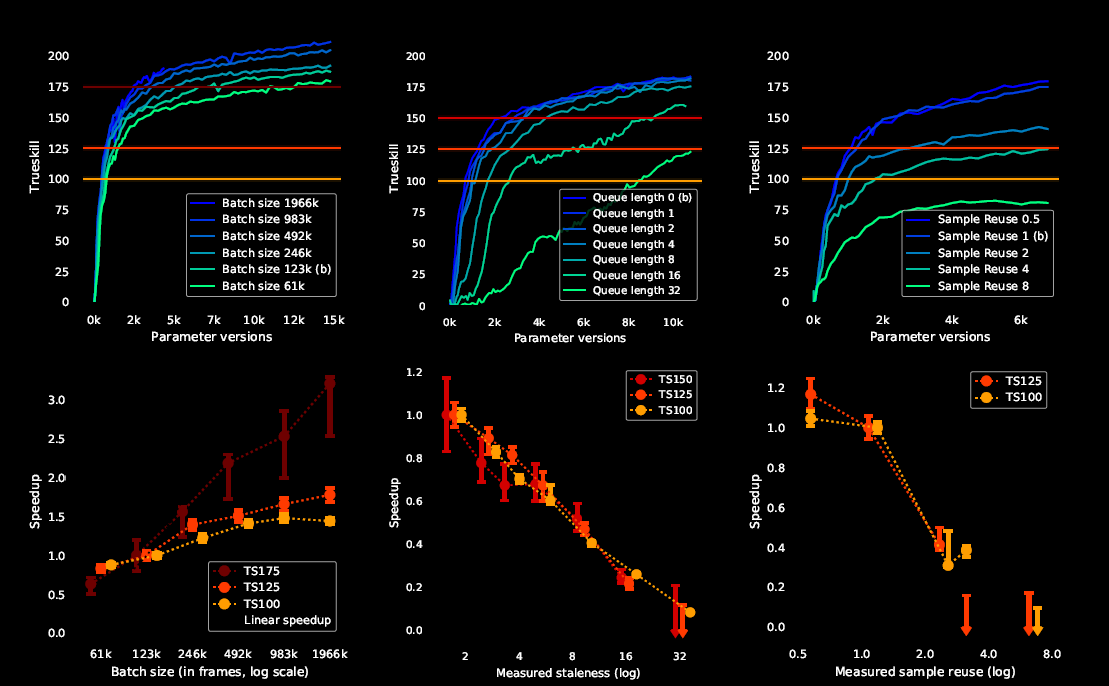 200
175
150
125
100
75
50
25
0
Trueskill
0k 2k 5k 7k 10k 12k 15k
Parameter versions
Batch size 1966k
Batch size 983k
Batch size 492k
Batch size 246k
Batch size 123k (b)
Batch size 61k
200
175
150
125
100
75
50
25
0
Trueskill
0k 2k 4k 6k 8k 10k
Parameter versions
Queue length 0 (b)
Queue length 1
Queue length 2
Queue length 4
Queue length 8
Queue length 16
Queue length 32
200
175
150
125
100
75
50
25
0
Trueskill
0k 2k 4k 6k
Parameter versions
Sample Reuse 0.5
Sample Reuse 1 (b)
Sample Reuse 2
Sample Reuse 4
Sample Reuse 8
3.0
2.5
2.0
1.5
1.0
0.5
0.0
Speedup
61k 123k 246k 492k 983k 1966k
Batch size (in frames, log scale)
TS175
TS125
TS100
Linear speedup
1.2
1.0
0.8
0.6
0.4
0.2
0.0
Speedup
2 4 8 16 32
Measured staleness (log)
TS150
TS125
TS100
1.2
1.0
0.8
0.6
0.4
0.2
0.0
Speedup
0.5 1.0 2.0 4.0 8.0
Measured sample reuse (log)
TS125
TS100